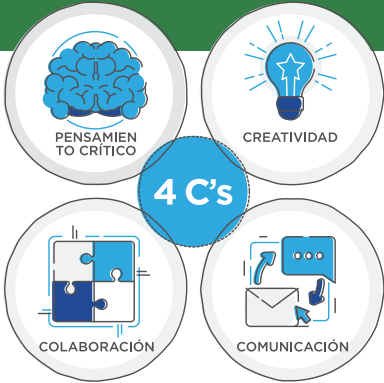 PENSAMIEN
TO CRÍTICO
CREATIVIDAD
4 C's
COLABORACIÓN
COMUNICACIÓN